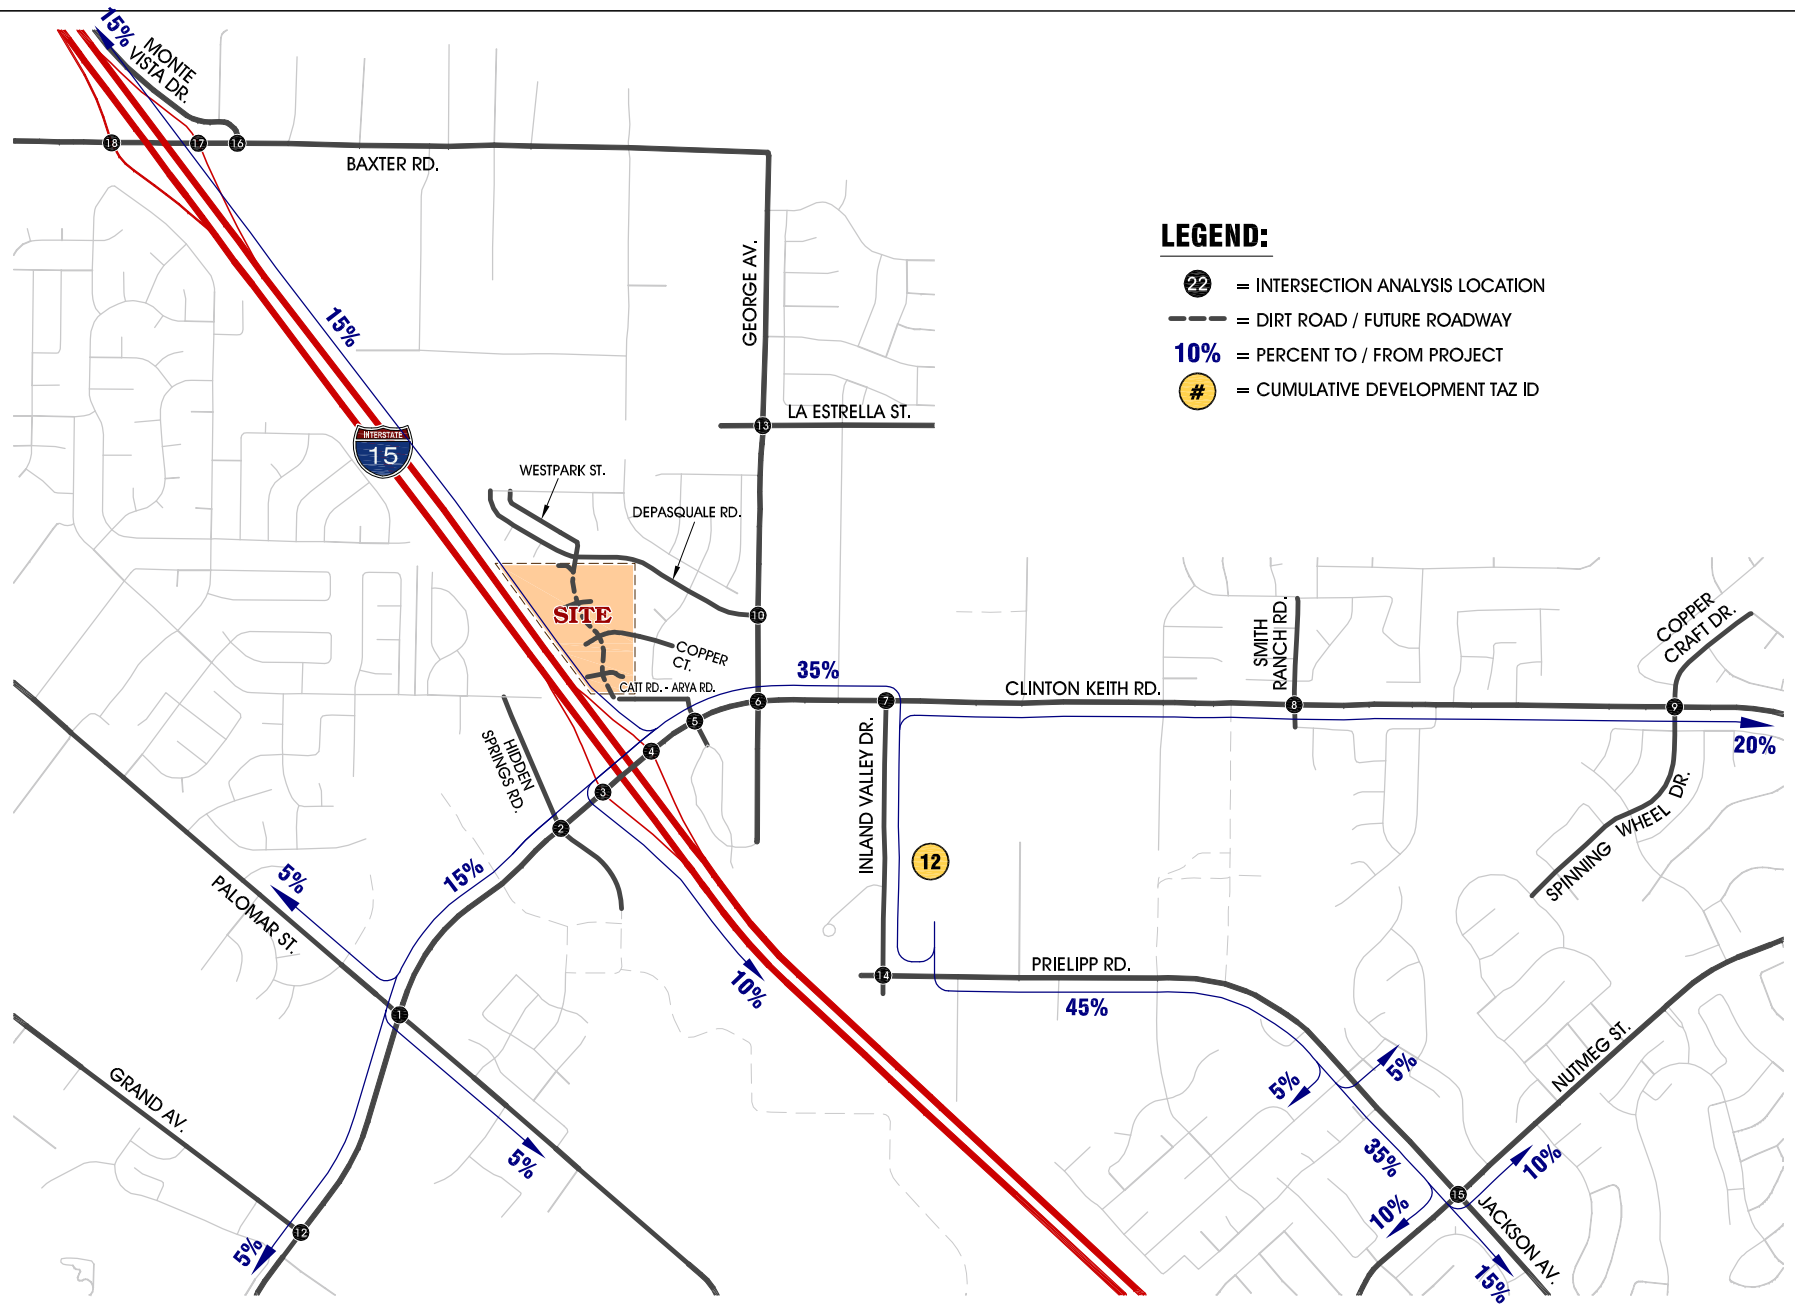 15%
MONTE
VISTA DR.
18
17
16
BAXTER RD.
GEORGE AV.
LEGEND:
22 = INTERSECTION ANALYSIS LOCATION
= DIRT ROAD / FUTURE ROADWAY
10% = PERCENT TO / FROM PROJECT
# = CUMULATIVE DEVELOPMENT TAZ ID
15%
LA ESTRELLA ST.
13
INTERSTATE
15
WESTPARK ST.
DEPASQUALE RD.
SITE
10
COPPER
CT.
CATT RD. - ARYA RD.
35%
CLINTON KEITH RD.
SMITH
RANCH RD.
COPPER
CRAFT DR.
6
7
8
9
5
4
3
2
HIDDEN
SPRINGS RD.
INLAND VALLEY DR.
20%
SPINNING
WHEEL
DR.
12
15%
5%
PALOMAR ST.
10%
14
PRIELIPP RD.
45%
1
NUTMEG ST.
5%
5%
GRAND AV.
5%
35%
10%
10%
15
JACKSON AV.
15%
12
5%